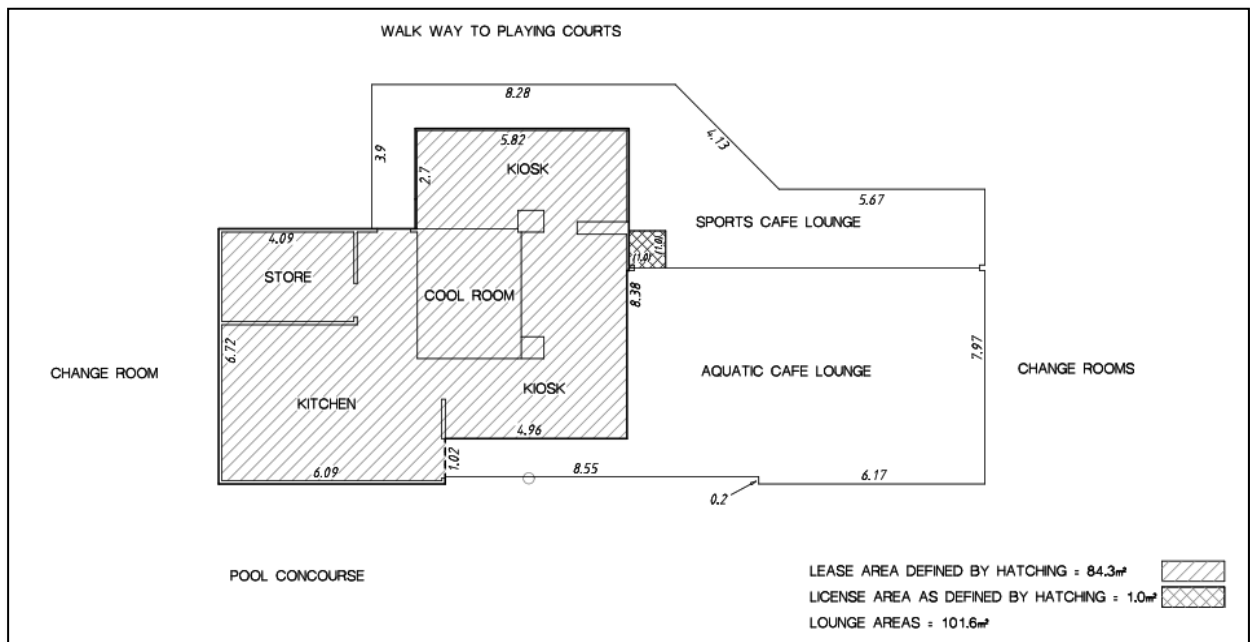 WALK WAY TO PLAYING COURTS
8.28
3.9
4.13
5.82
2.7
KIOSK
5.67
4.09
SPORTS CAFE LOUNGE
(1.0)
(1.0)
STORE
COOL ROOM
8.38
6.72
7.97
CHANGE ROOM
AQUATIC CAFE LOUNGE
CHANGE ROOMS
KIOSK
KITCHEN
4.96
1.02
6.09
8.55
6.17
0.2
POOL CONCOURSE
LEASE AREA DEFINED BY HATCHING = 84.3m²
LICENSE AREA AS DEFINED BY HATCHING = 1.0m²
LOUNGE AREAS = 101.6m²